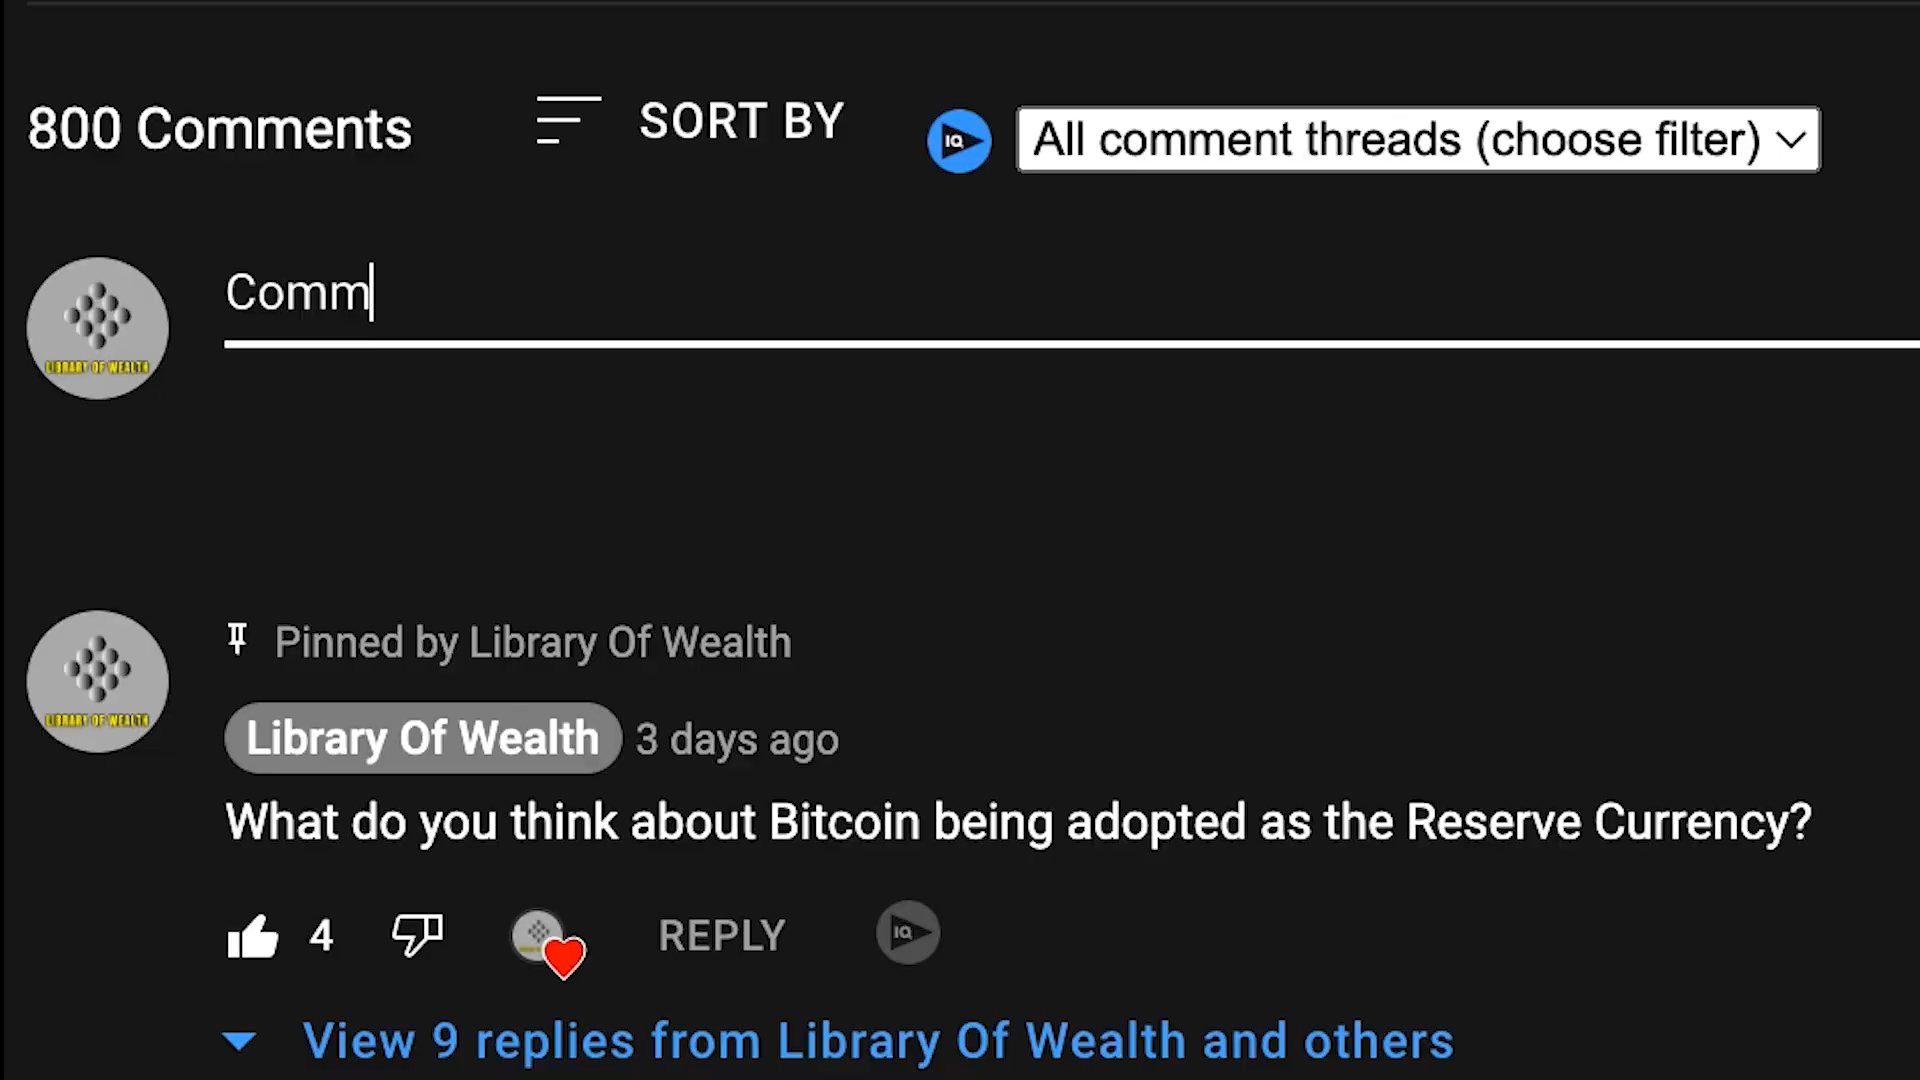 800 Comments
SORT BY
IQ
All comment threads (choose filter)
Comm
LIBRARY OF WEALTH
Pinned by Library Of Wealth
LIBRARY OF WEALTH
Library Of Wealth 3 days ago
What do you think about Bitcoin being adopted as the Reserve Currency?
4
REPLY
IQ
View 9 replies from Library Of Wealth and others